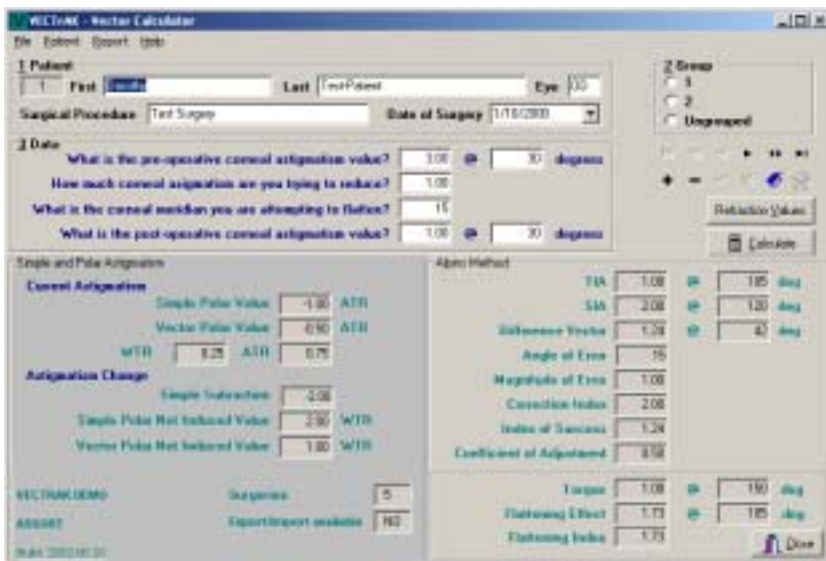 VECTrAK - Vector Calculator
File Patient Report Help
1 Patient
1 First Last Test-Patient Eye OD
Surgical Procedure Test Surgery Date of Surgery 1/10/2000
2 Group
1
2
Ungrouped
3 Data
What is the pre-operative corneal astigmatism value? 3.00 @ 30 degrees
How much corneal astigmatism are you trying to reduce? 1.00
What is the corneal meridian you are attempting to flatten? 15
What is the post-operative corneal astigmatism value? 1.00 @ 30 degrees
Refraction Values
Calculate
Simple and Polar Astigmatism
Current Astigmatism
Simple Polar Value -1.00 ATR
Vector Polar Value -0.50 ATR
WTR 0.25 ATR 0.75
Astigmatism Change
Simple Subtraction -2.00
Simple Polar Net Induced Value 2.00 WTR
Vector Polar Net Induced Value 1.00 WTR
VECTRAK DEMO Surgeries 5
ASSORT Export/Import available NO
Alpins Method
TIA 1.00 @ 105 deg
SIA 2.00 @ 120 deg
Difference Vector 1.24 @ 42 deg
Angle of Error 15
Magnitude of Error 1.00
Correction Index 2.00
Index of Success 1.24
Coefficient of Adjustment 0.50
Torque 1.00 @ 150 deg
Flattening Effect 1.73 @ 105 deg
Flattening Index 1.73
Done